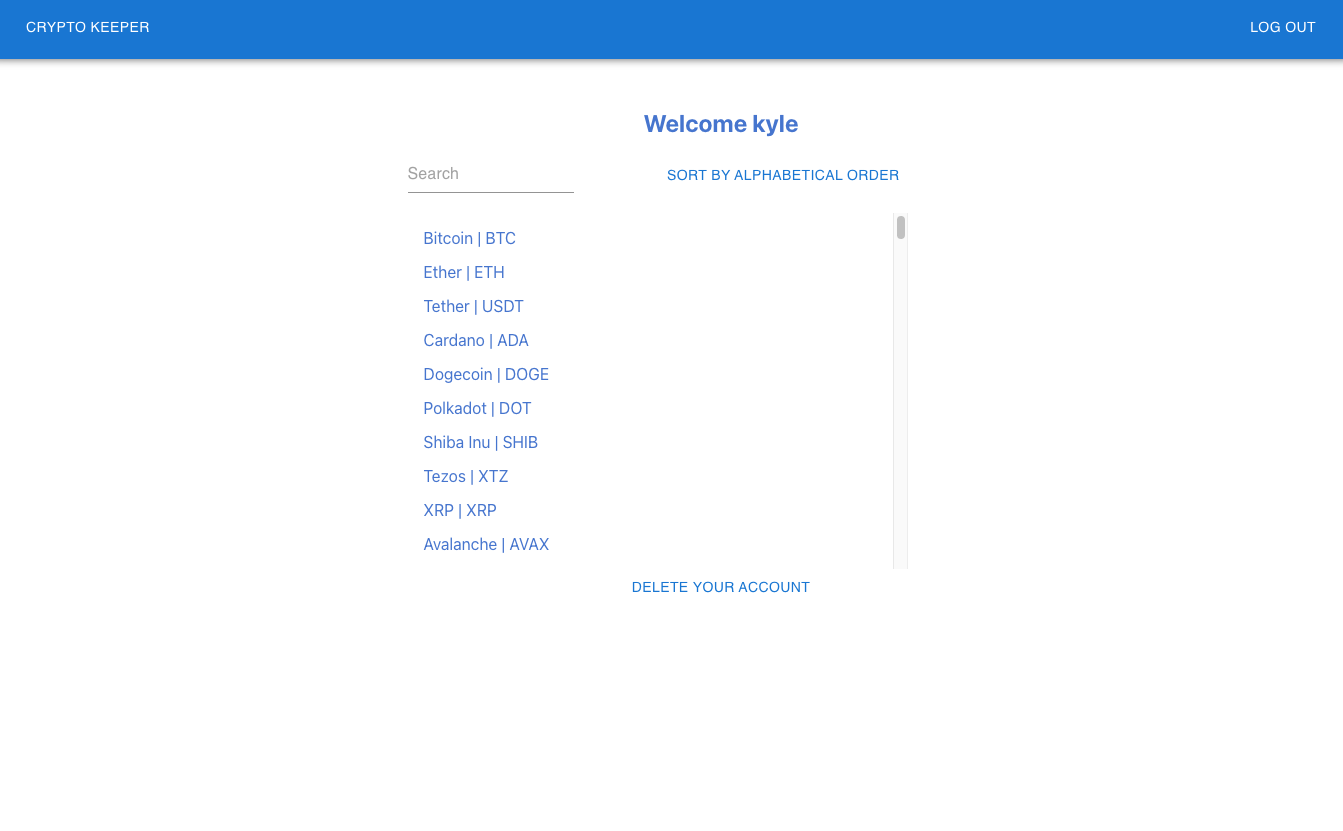 CRYPTO KEEPER
LOG OUT
Welcome kyle
Search
SORT BY ALPHABETICAL ORDER
Bitcoin | BTC
Ether | ETH
Tether | USDT
Cardano | ADA
Dogecoin | DOGE
Polkadot | DOT
Shiba Inu | SHIB
Tezos | XTZ
XRP | XRP
Avalanche | AVAX
DELETE YOUR ACCOUNT